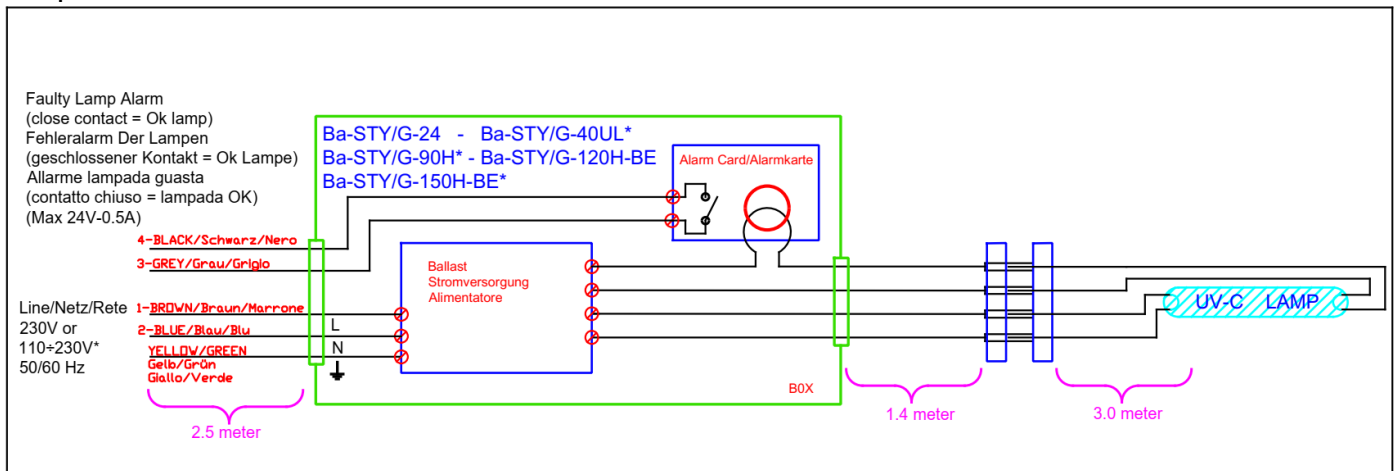 Faulty Lamp Alarm
(close contact = Ok lamp)
Fehleralarm Der Lampen
(geschlossener Kontakt = Ok Lampe)
Allarme lampada guasta
(contatto chiuso = lampada OK)
(Max 24V-0.5A)
4-BLACK/Schwarz/Nero
3-GREY/Grau/Grigio
Line/Netz/Rete
230V or
110÷230V*
50/60 Hz
1-BROWN/Braun/Marrone
2-BLUE/Blau/Blu
YELLOW/GREEN
Gelb/Grün
Giallo/Verde
L
N
2.5 meter
Ba-STY/G-24 - Ba-STY/G-40UL*
Ba-STY/G-90H* - Ba-STY/G-120H-BE
Ba-STY/G-150H-BE*
Alarm Card/Alarmkarte
Ballast
Stromversorgung
Alimentatore
B0X
1.4 meter
3.0 meter
UV-C LAMP